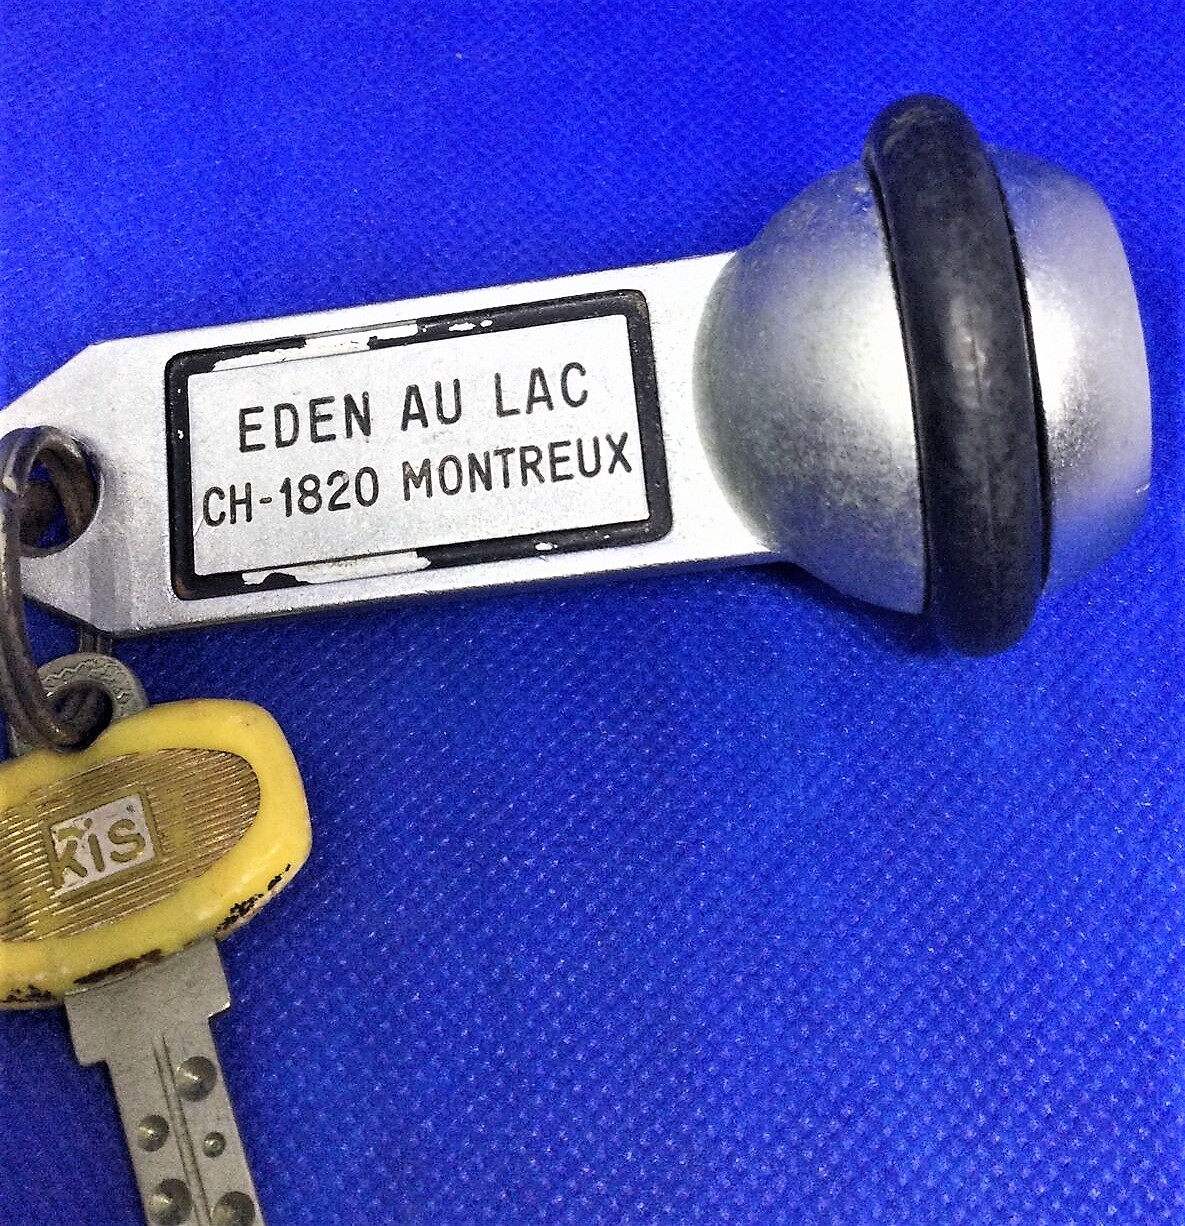 EDEN AU LAC
CH-1820 MONTREUX
KIS